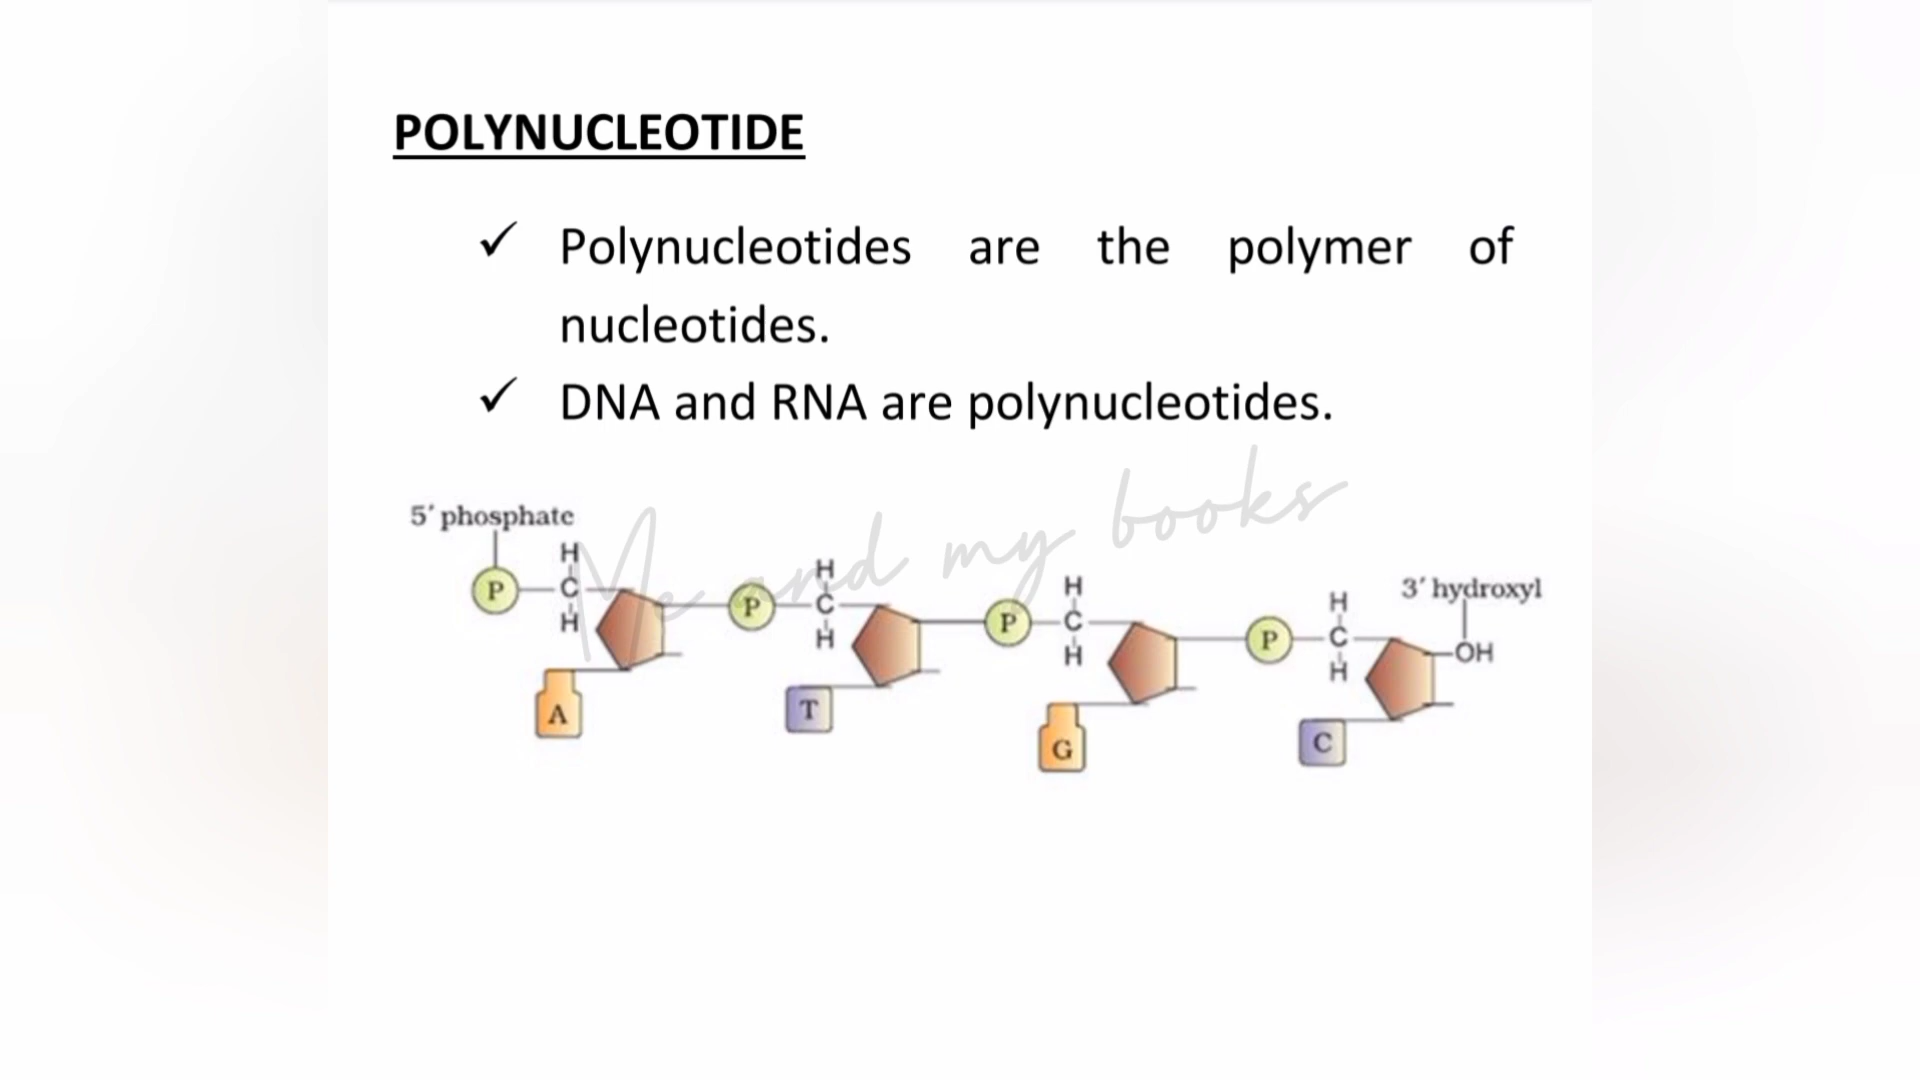 POLYNUCLEOTIDE
✓ Polynucleotides are the polymer of
nucleotides.
✓ DNA and RNA are polynucleotides.
Me and my books
5′ phosphate
3′ hydroxyl
H H H H
P C P C P C P C OH
H H H H
A T G C